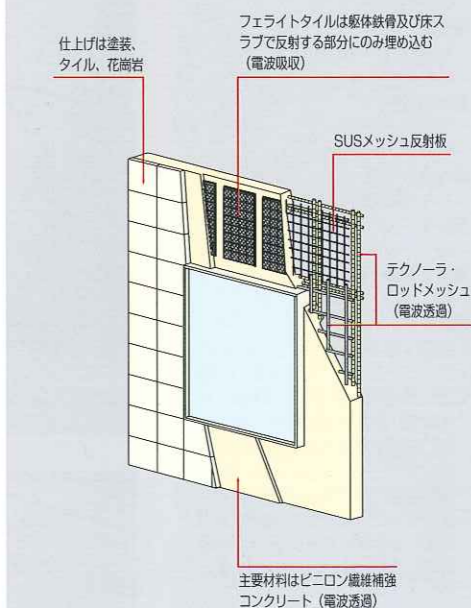 フェライトタイルは躯体鉄骨及び床ス
ラブで反射する部分にのみ埋め込む
（電波吸収）
仕上げは塗装、
タイル、花崗岩
SUSメッシュ反射板
テクノーラ・
ロッドメッシュ
（電波透過）
主要材料はビニロン繊維補強
コンクリート（電波透過）